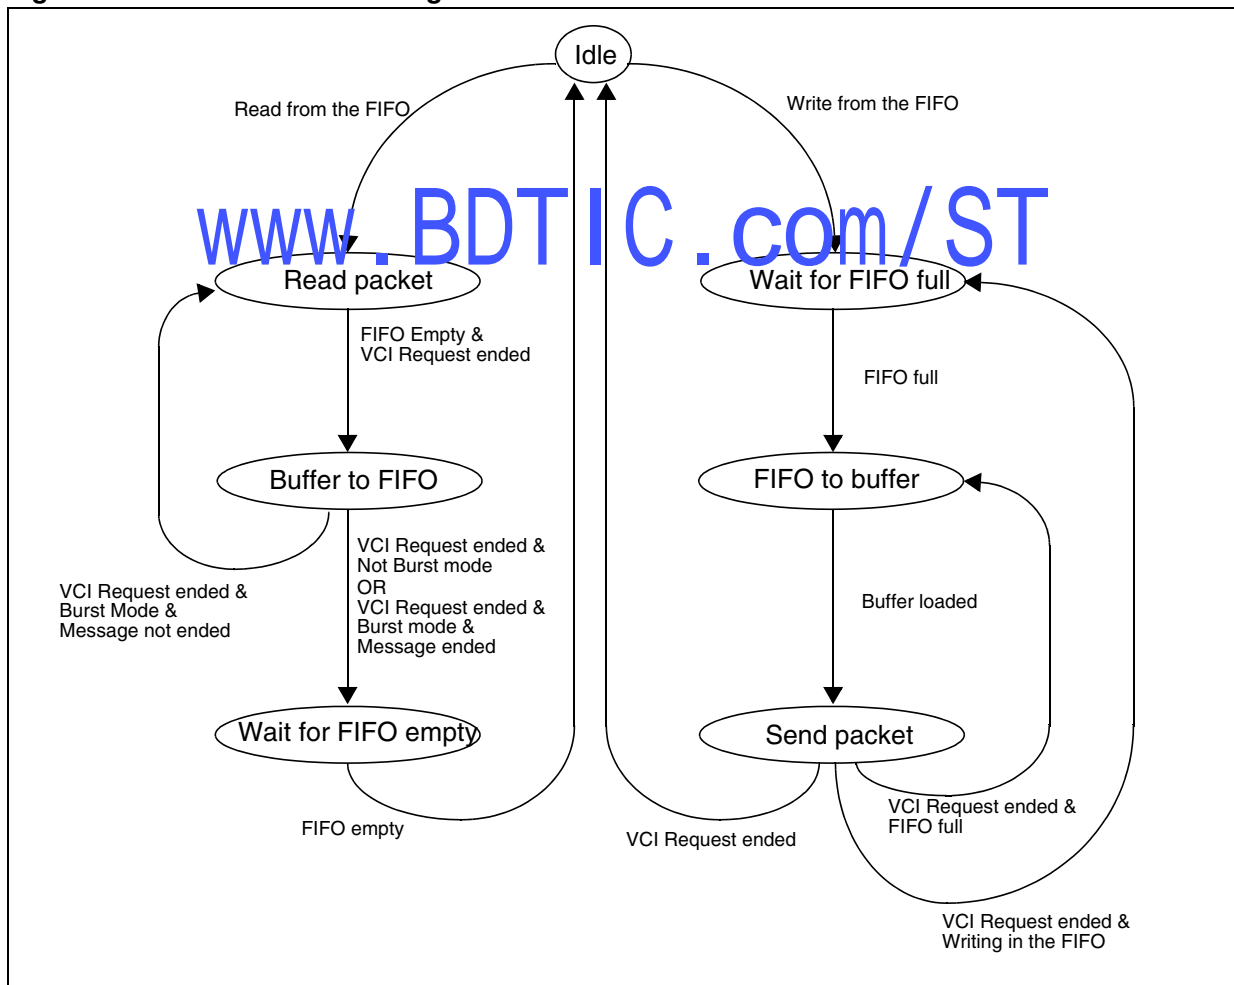 Idle
Read from the FIFO
Write from the FIFO
www.BDTIC.com/ST
Read packet
Wait for FIFO full
FIFO Empty &
VCI Request ended
FIFO full
Buffer to FIFO
FIFO to buffer
VCI Request ended &
Not Burst mode
OR
VCI Request ended &
Burst mode &
Message ended
VCI Request ended &
Burst Mode &
Message not ended
Buffer loaded
Wait for FIFO empty
Send packet
FIFO empty
VCI Request ended
VCI Request ended &
FIFO full
VCI Request ended &
Writing in the FIFO